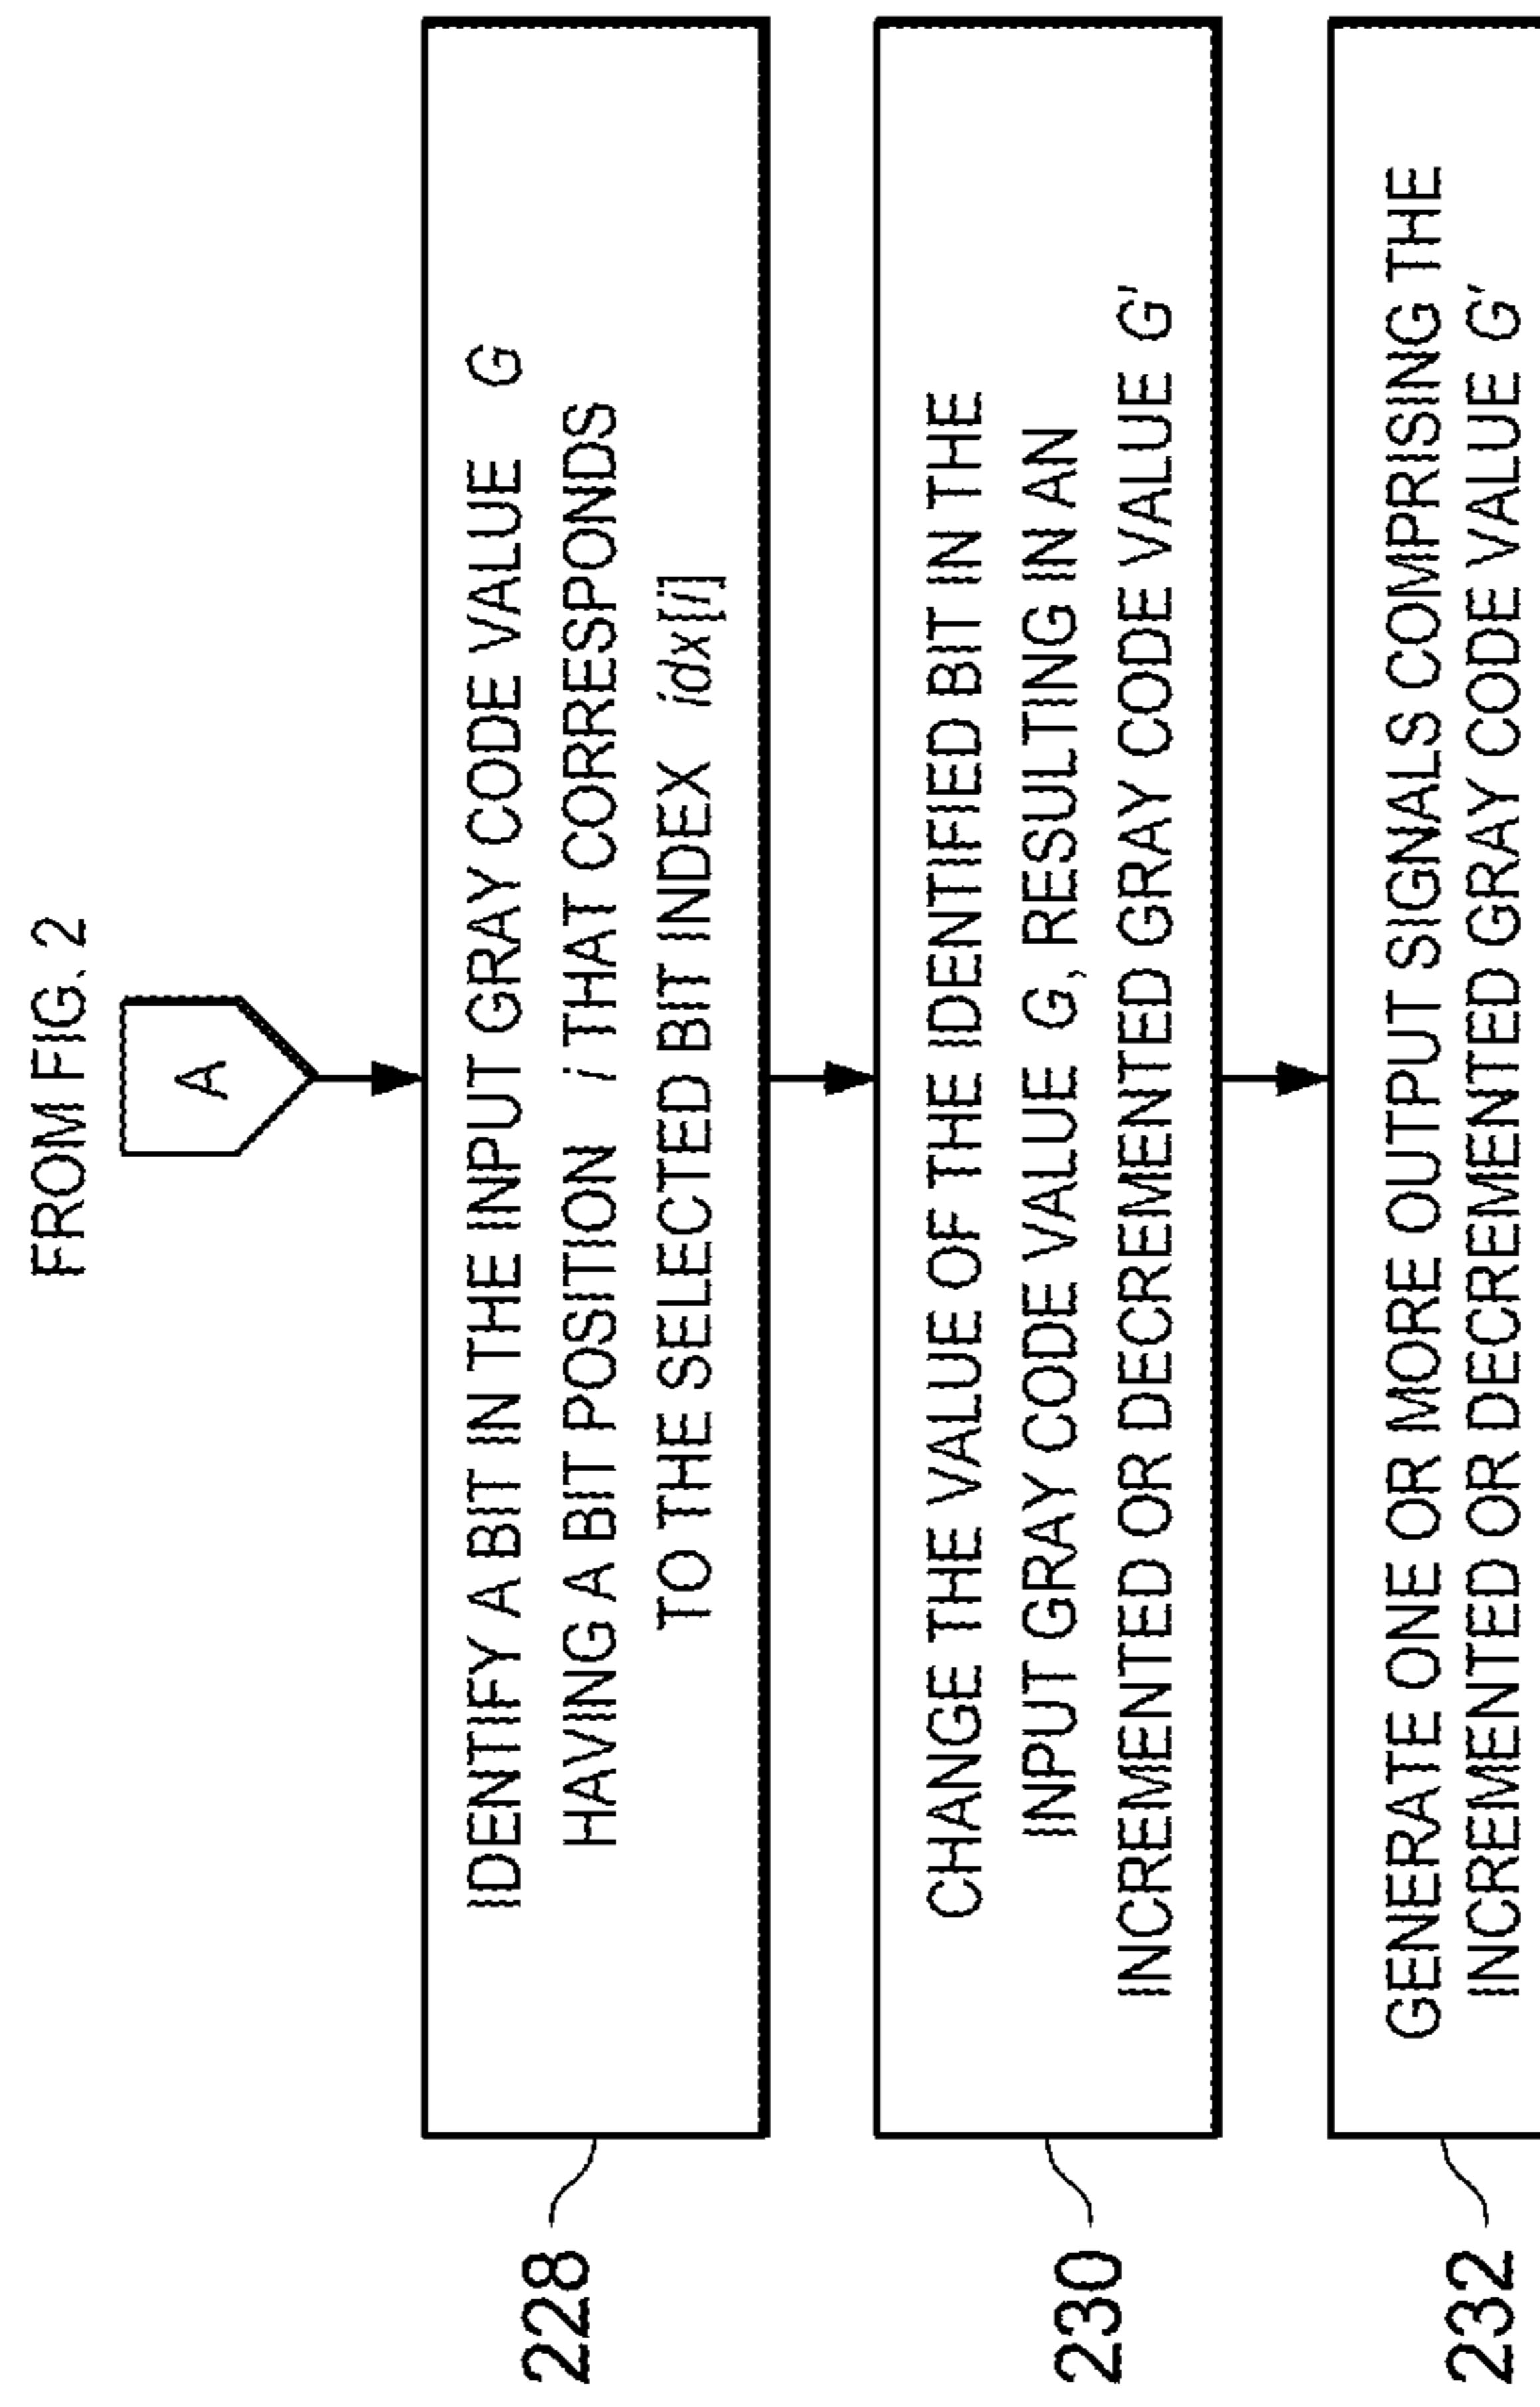 FROM FIG. 2
A
228
IDENTIFY A BIT IN THE INPUT GRAY CODE VALUE G
HAVING A BIT POSITION i THAT CORRESPONDS
TO THE SELECTED BIT INDEX idx[i]
230
CHANGE THE VALUE OF THE IDENTIFIED BIT IN THE
INPUT GRAY CODE VALUE G, RESULTING IN AN
INCREMENTED OR DECREMENTED GRAY CODE VALUE G'
232
GENERATE ONE OR MORE OUTPUT SIGNALS COMPRISING THE
INCREMENTED OR DECREMENTED GRAY CODE VALUE G'